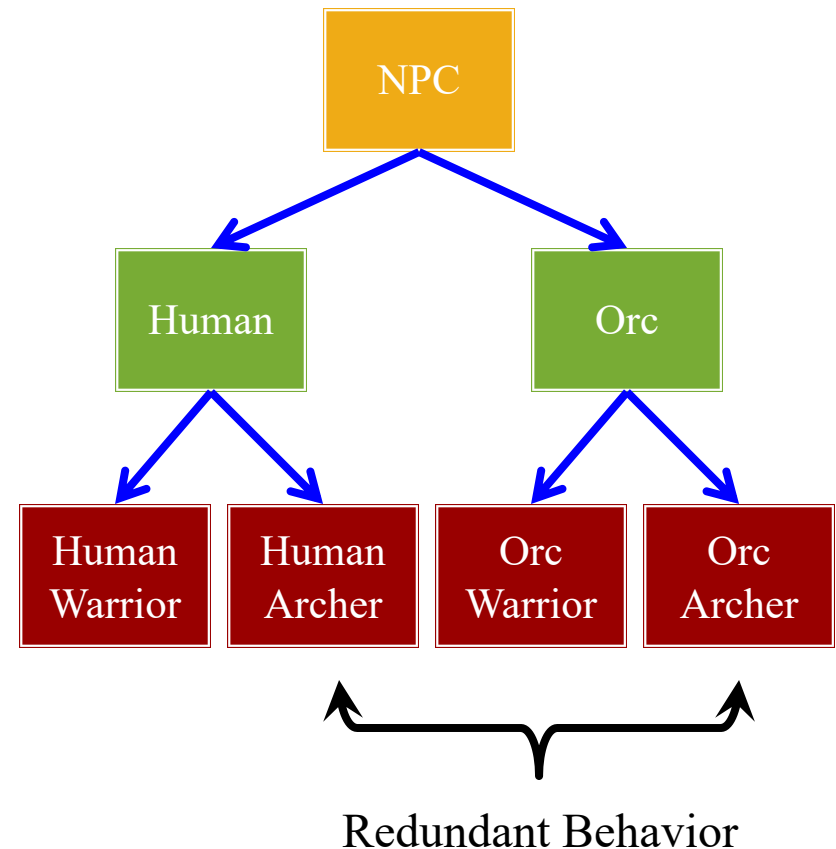 NPC
Human
Orc
Human
Warrior
Human
Archer
Orc
Warrior
Orc
Archer
Redundant Behavior